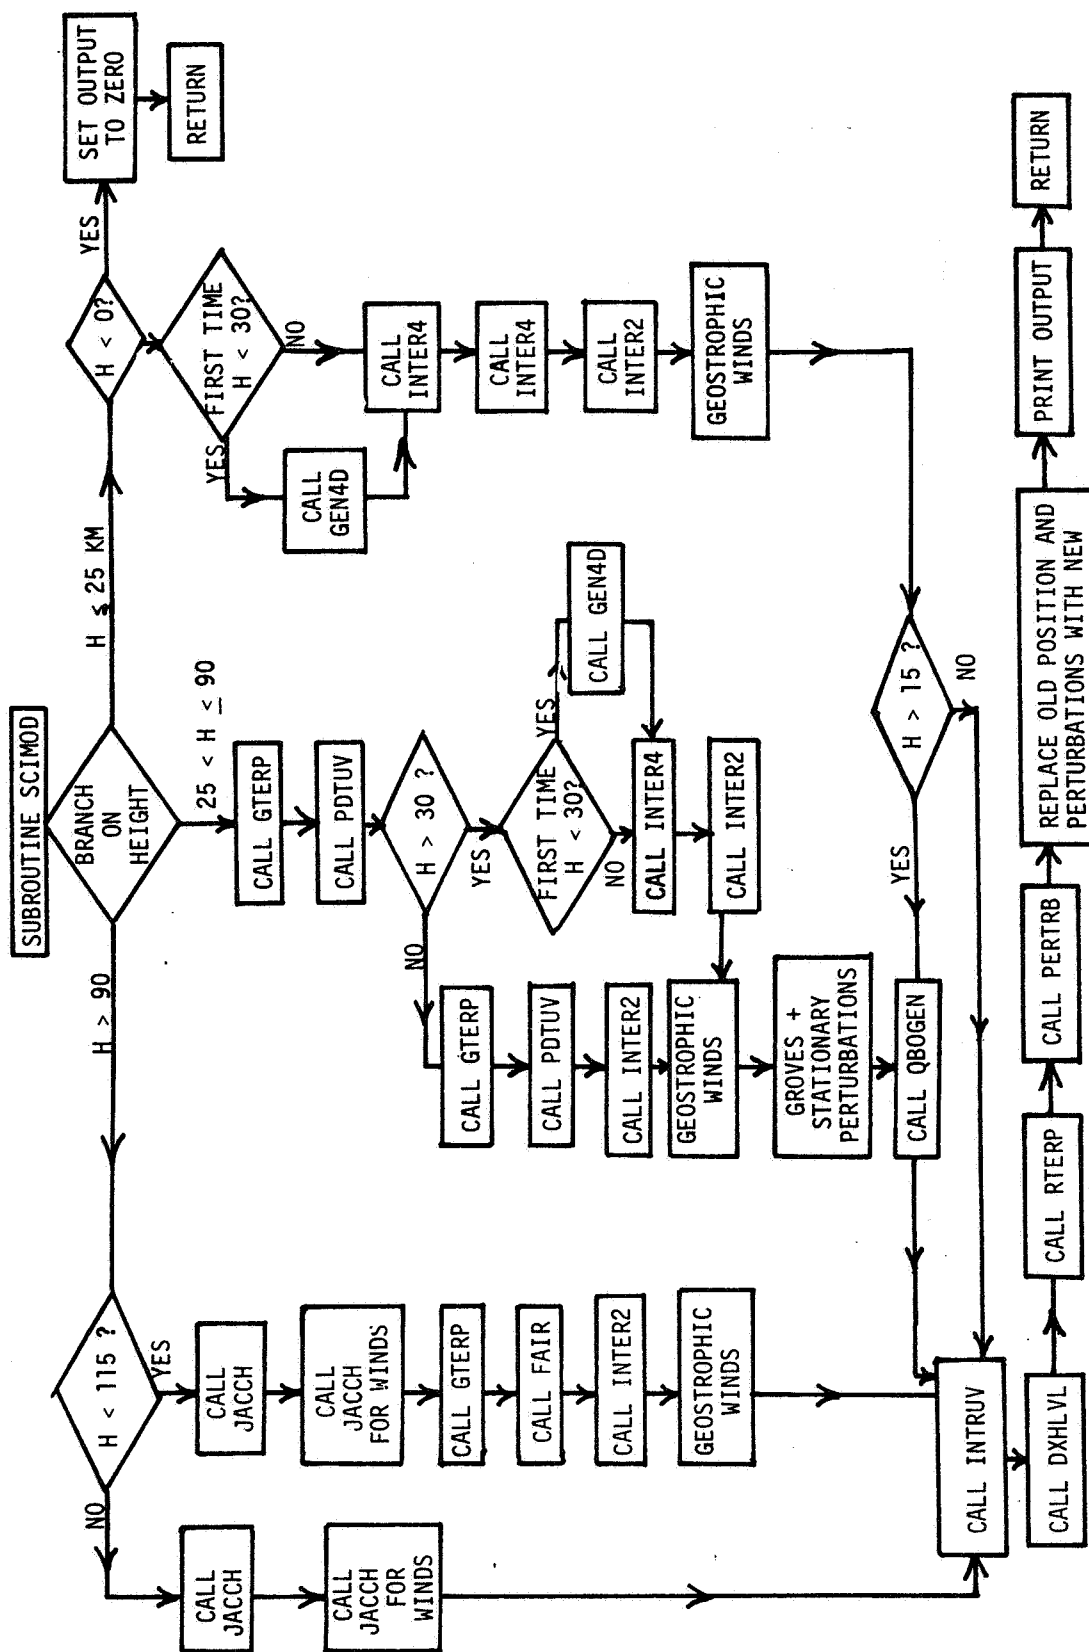 SUBROUTINE SCIMOD
BRANCH
ON
HEIGHT
H > 90
25 < H ≤ 90
H ≤ 25 KM
H < 115 ?
NO
YES
CALL
JACCH
CALL
JACCH
FOR
WINDS
CALL
JACCH
CALL
JACCH
FOR WINDS
CALL GTERP
CALL FAIR
CALL INTER2
GEOSTROPHIC
WINDS
CALL GTERP
CALL PDTUV
H > 30 ?
NO
YES
CALL GTERP
CALL PDTUV
CALL INTER2
GEOSTROPHIC
WINDS
GROVES +
STATIONARY
PERTURBATIONS
CALL QBOGEN
FIRST TIME
H < 30?
YES
NO
CALL GEN4D
CALL INTER4
CALL INTER2
H < 0?
YES
SET OUTPUT
TO ZERO
RETURN
FIRST TIME
H < 30?
YES
NO
CALL
GEN4D
CALL
INTER4
CALL
INTER4
CALL
INTER2
GEOSTROPHIC
WINDS
H > 15 ?
YES
NO
CALL INTRUV
CALL DXHLVL
CALL RTERP
CALL PERTRB
REPLACE OLD POSITION AND
PERTURBATIONS WITH NEW
PRINT OUTPUT
RETURN